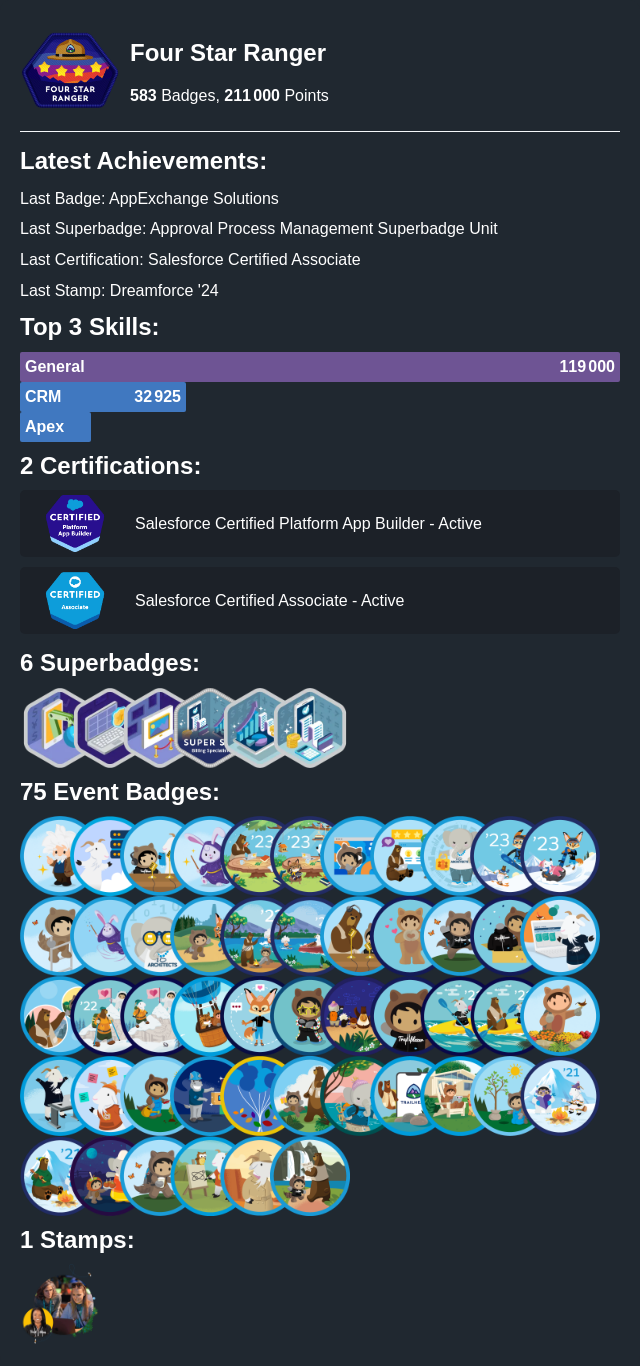 FOUR STAR
RANGER
Four Star Ranger
583 Badges, 211 000 Points
Latest Achievements:
Last Badge: AppExchange Solutions
Last Superbadge: Approval Process Management Superbadge Unit
Last Certification: Salesforce Certified Associate
Last Stamp: Dreamforce '24
Top 3 Skills:
General 119 000
CRM 32 925
Apex
2 Certifications:
CERTIFIED
Platform
App Builder
Salesforce Certified Platform App Builder - Active
CERTIFIED
Associate
Salesforce Certified Associate - Active
6 Superbadges:
SUPER
75 Event Badges:
'23
'23
'23
'23
ARCHITECTS
'22
'21
'21
1 Stamps: